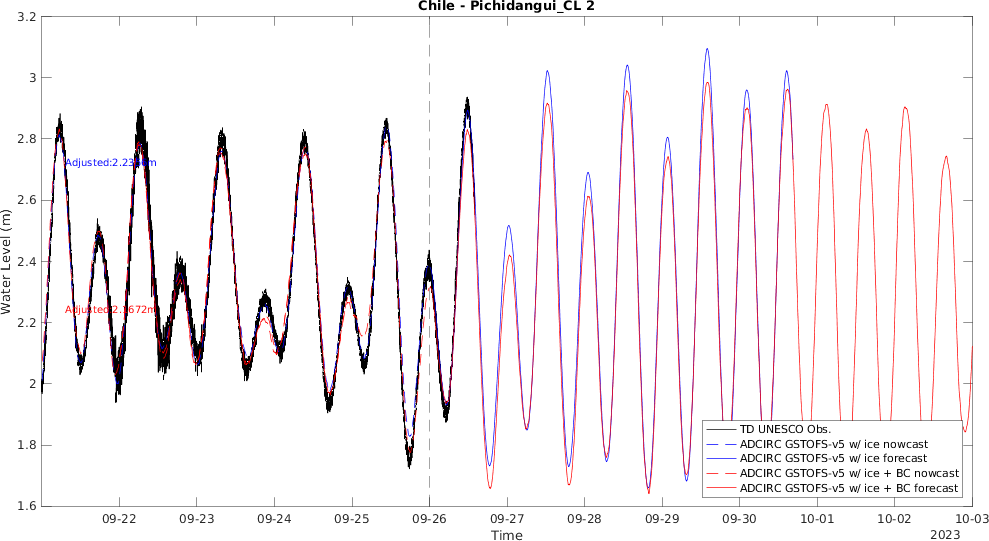 Chile - Pichidangui_CL 2
3.2
3
2.8
2.6
2.4
2.2
2
1.8
1.6
Water Level (m)
Adjusted:
Adjusted:
TD UNESCO Obs.
ADCIRC GSTOFS-v5 w/ ice nowcast
ADCIRC GSTOFS-v5 w/ ice forecast
ADCIRC GSTOFS-v5 w/ ice + BC nowcast
ADCIRC GSTOFS-v5 w/ ice + BC forecast
09-22 09-23 09-24 09-25 09-26 09-27 09-28 09-29 09-30 10-01 10-02 10-03
Time
2023